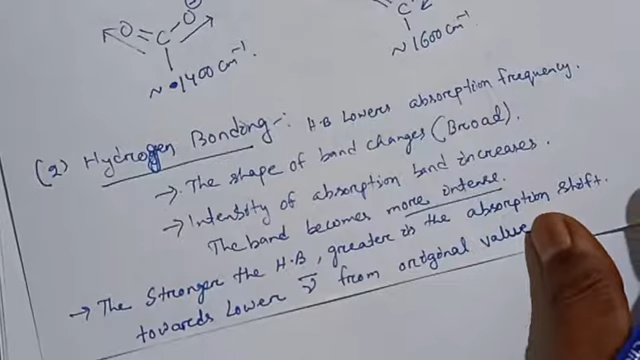 O=C-O⊖
~1400 cm⁻¹.
C
~1600 cm⁻¹
(2) Hydrogen Bonding -: H·B Lowers absorption frequency.
→ The shape of band changes (Broad).
→ Intensity of absorption band increases.
The band becomes more intense.
→ The Stronger the H·B, greater is the absorption shift.
towards Lower ν̅ from original value